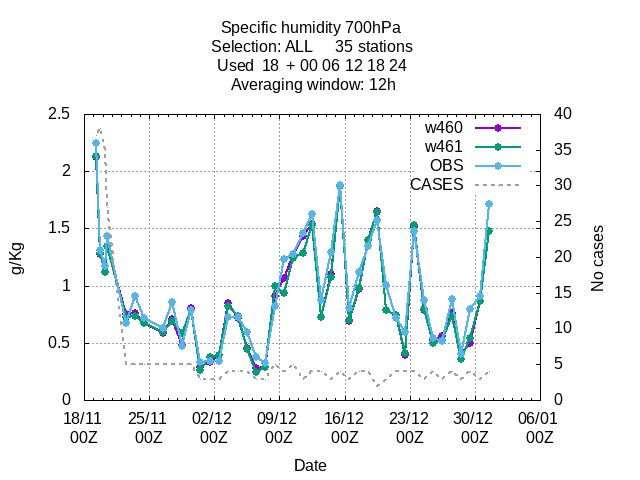 Specific humidity 700hPa
Selection: ALL 35 stations
Used 18 + 00 06 12 18 24
Averaging window: 12h
2.5
2
1.5
1
0.5
0
g/Kg
40
35
30
25
20
15
10
5
0
No cases
w460
w461
OBS
CASES
18/11 25/11 02/12 09/12 16/12 23/12 30/12 06/01
00Z 00Z 00Z 00Z 00Z 00Z 00Z 00Z
Date